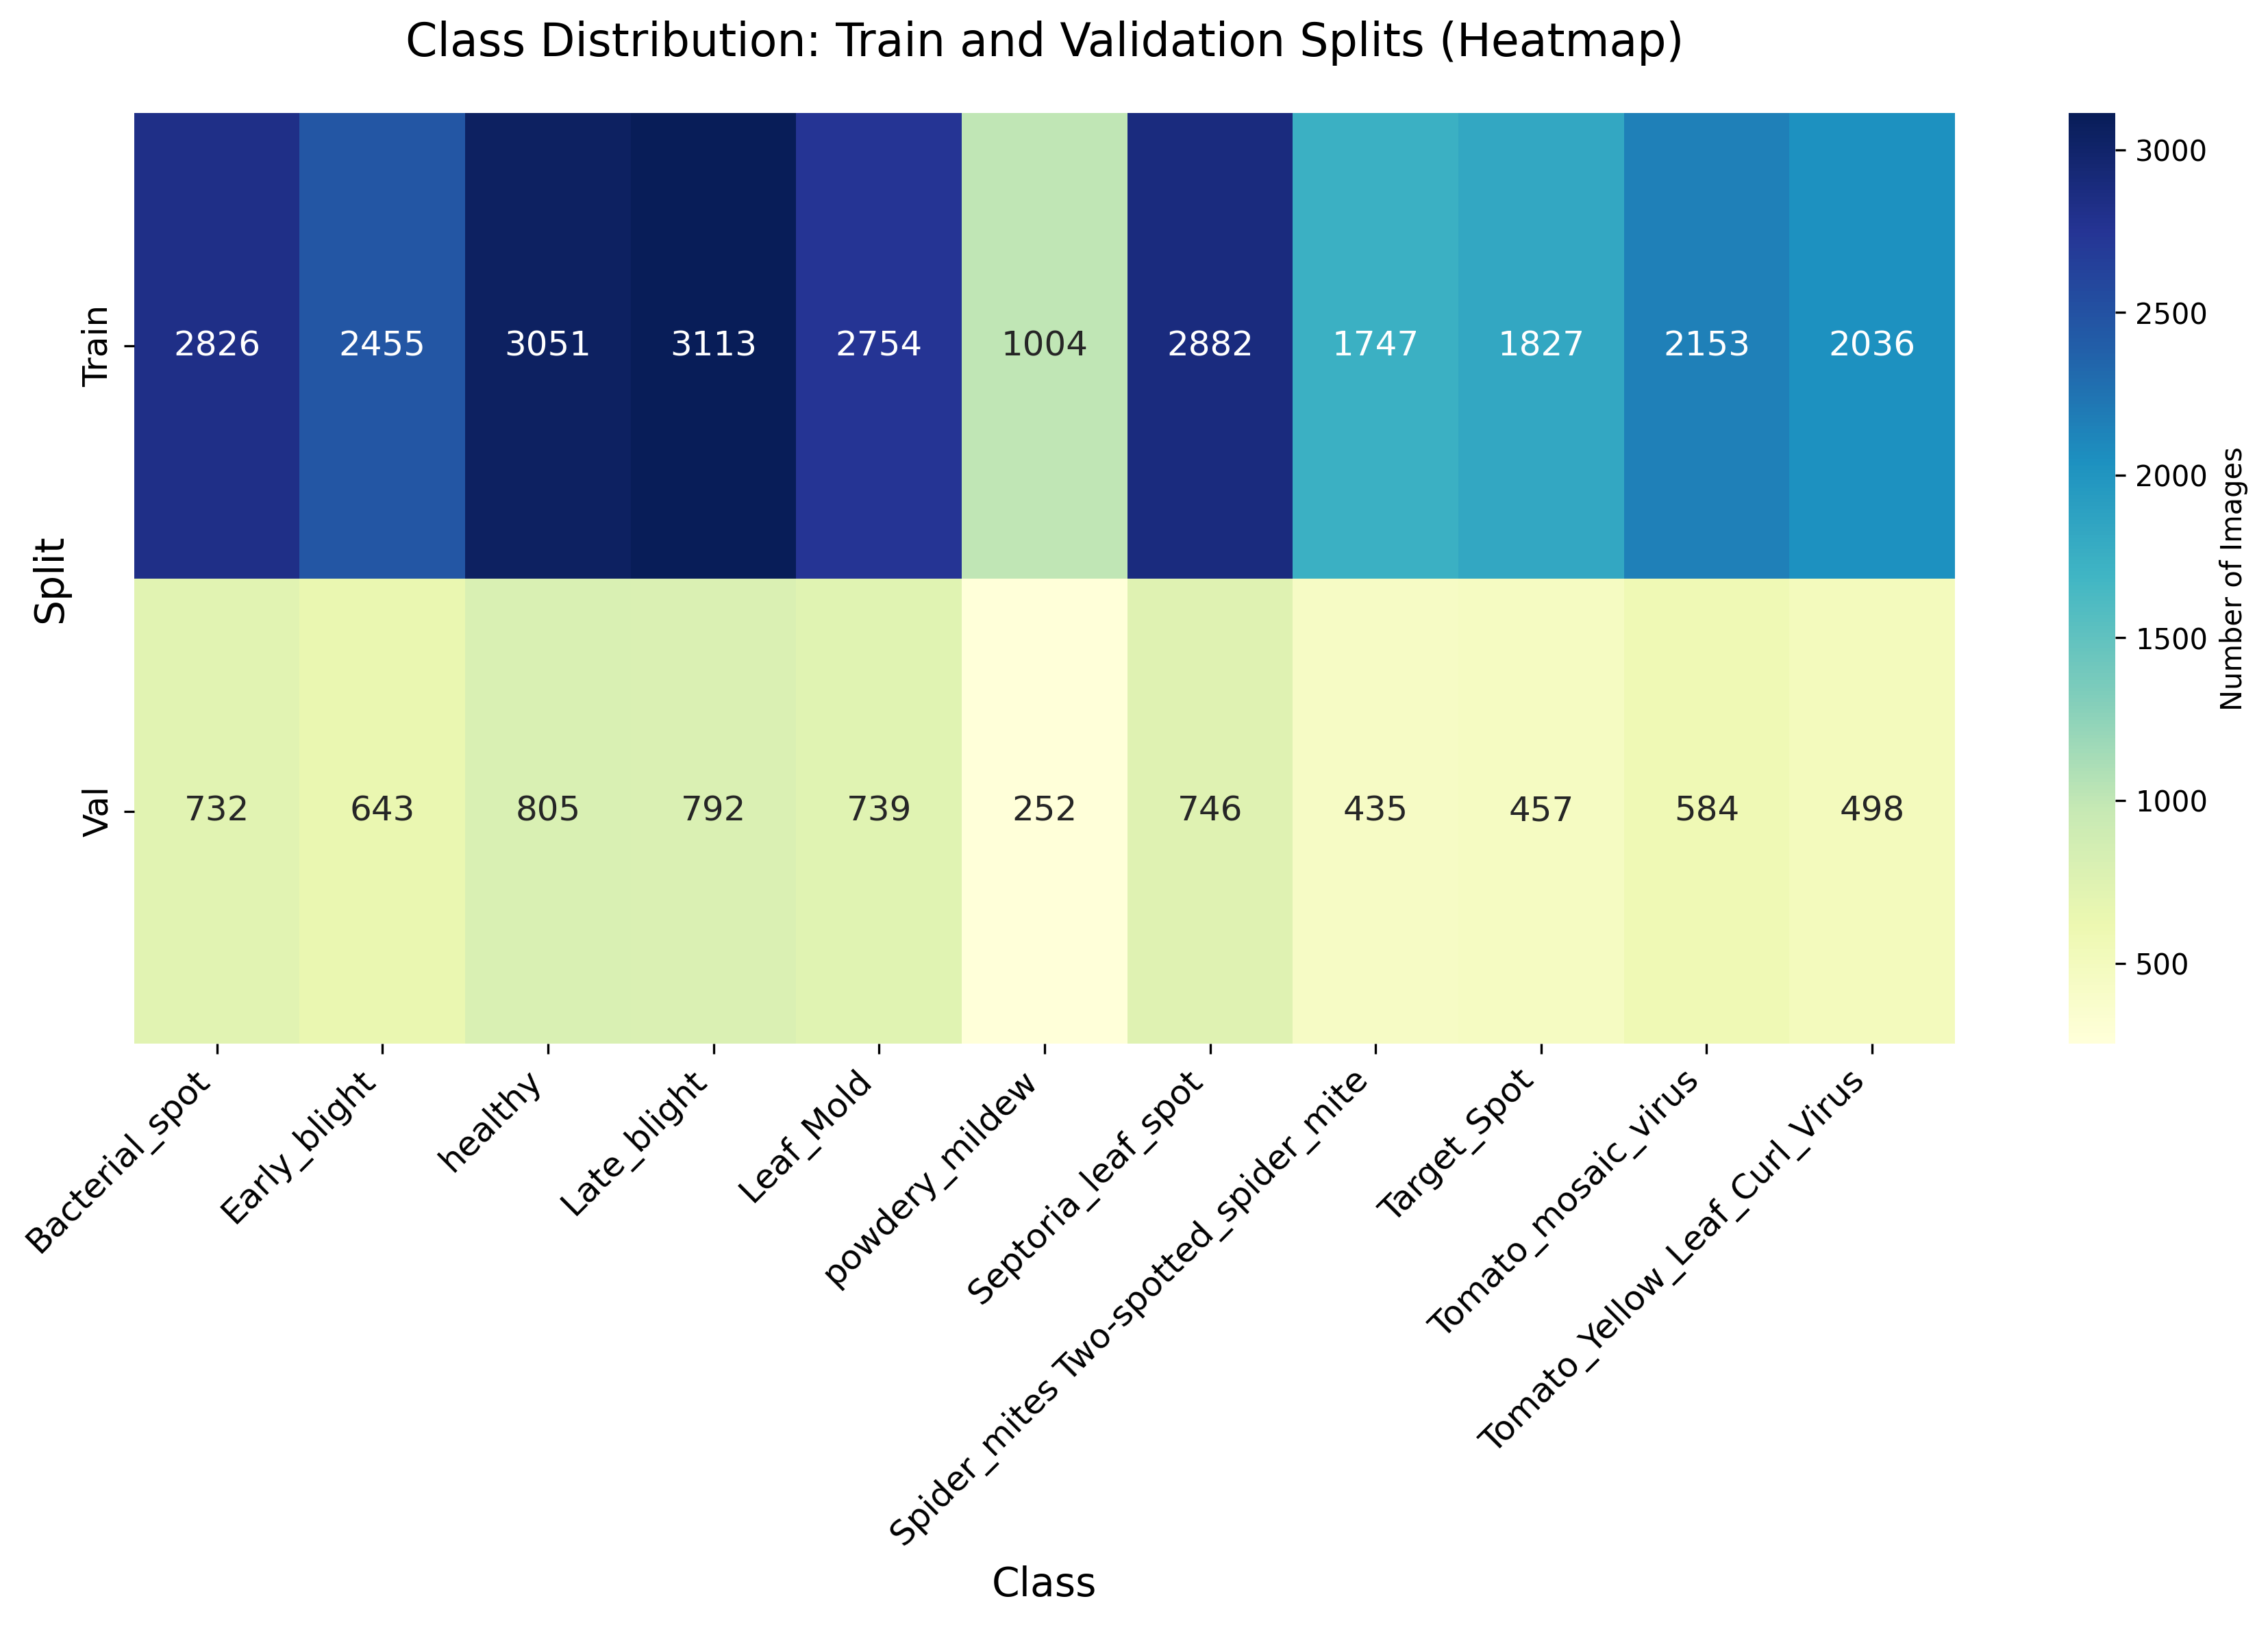 Class Distribution: Train and Validation Splits (Heatmap)
Split
Train
2826 2455 3051 3113 2754 1004 2882 1747 1827 2153 2036
Val
732 643 805 792 739 252 746 435 457 584 498
Bacterial_spot
Early_blight
healthy
Late_blight
Leaf_Mold
powdery_mildew
Septoria_leaf_spot
Spider_mites Two-spotted_spider_mite
Target_Spot
Tomato_mosaic_virus
Tomato_Yellow_Leaf_Curl_Virus
Class
3000
2500
2000
1500
1000
500
Number of Images